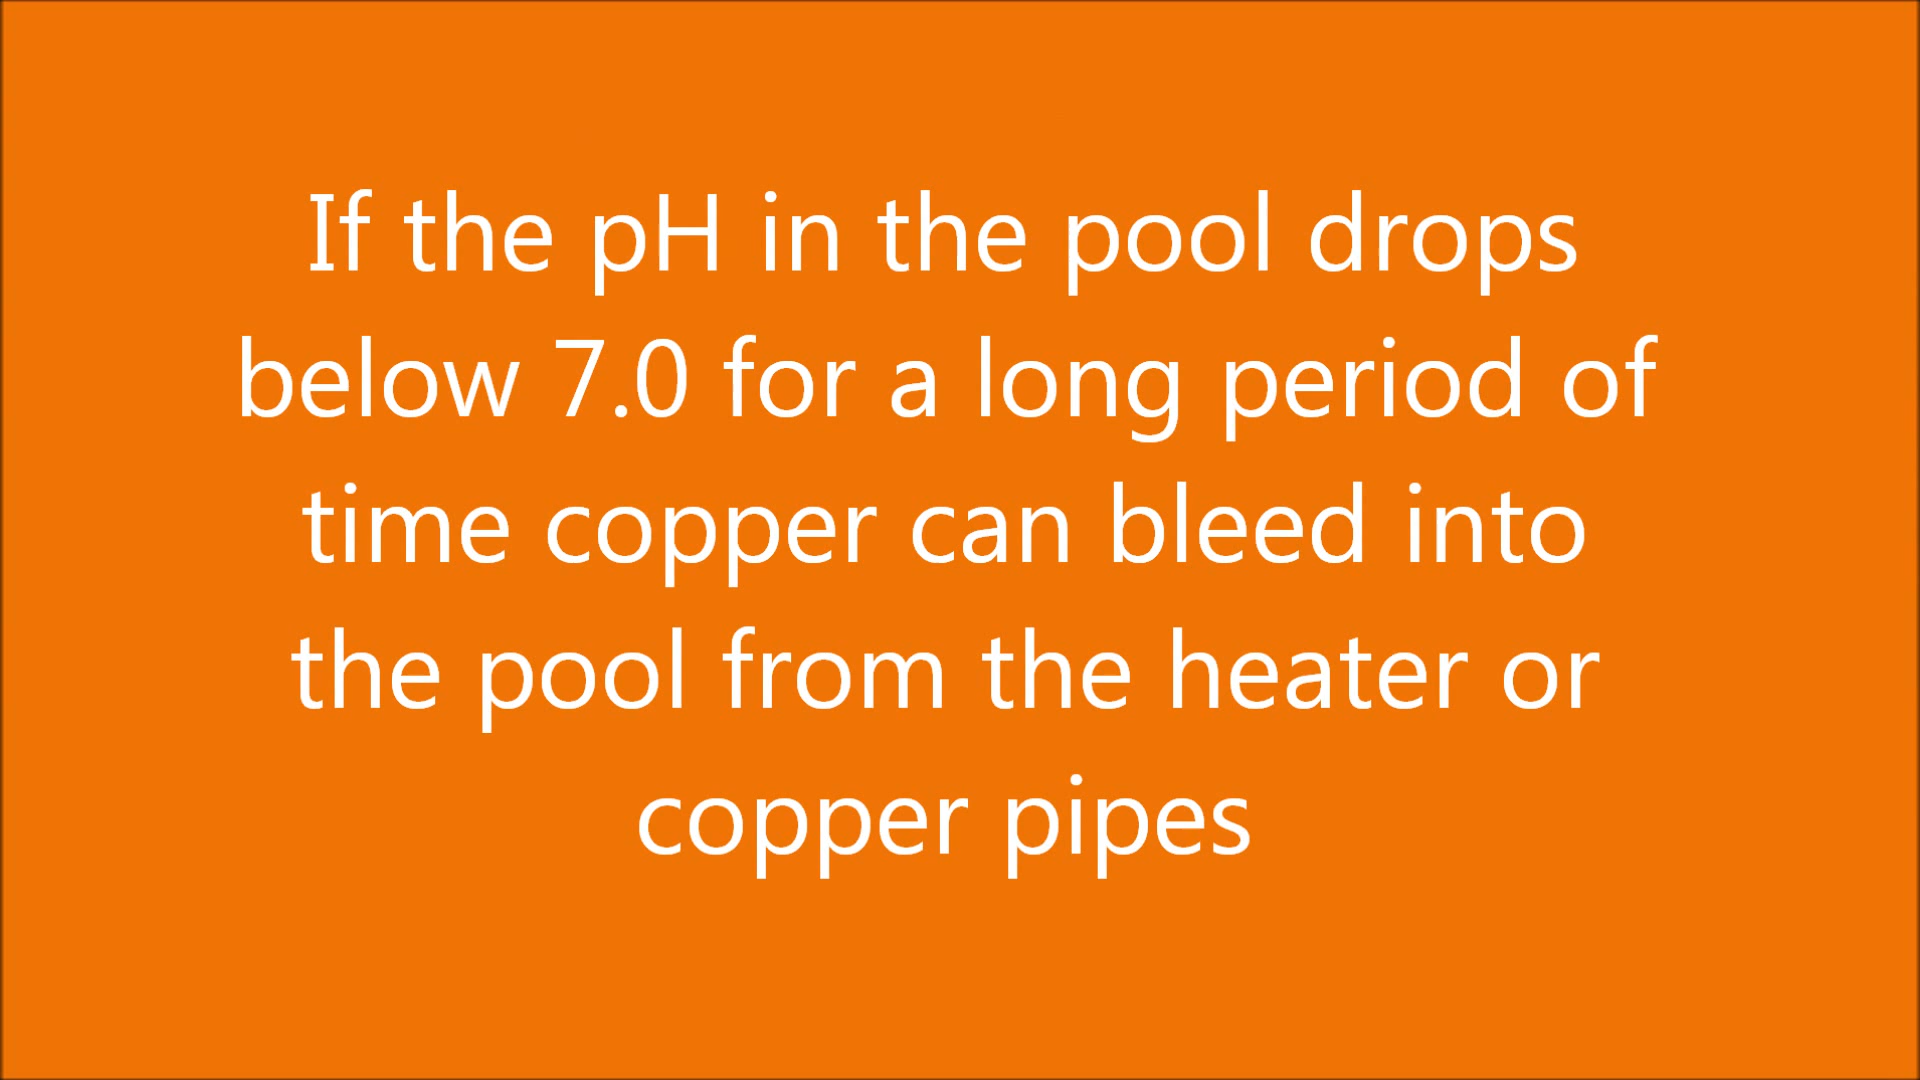 If the pH in the pool drops
below 7.0 for a long period of
time copper can bleed into
the pool from the heater or
copper pipes